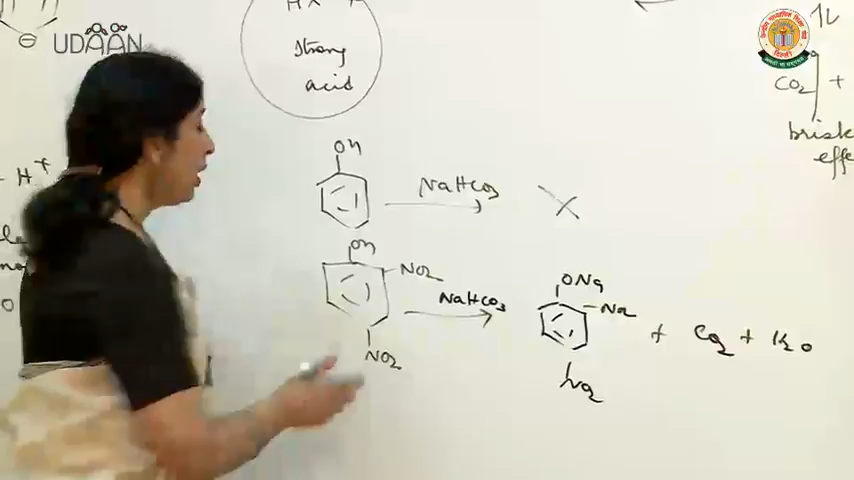 UDAAN
HX
strong
acid
CO2 +
brisk
effe
- H+
OH
NaHCO3
X
OH
NO2
NO2
NaHCO3
ONa
NO2
NO2
+ CO2 + H2O